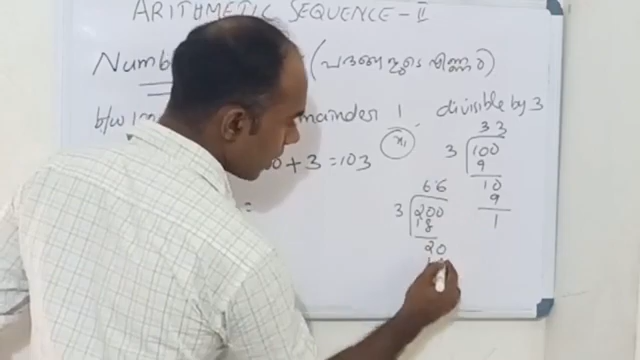 ARITHMETIC SEQUENCE - II
Numb (പദങ്ങളുടെ എണ്ണം)
b/w mainder 1 divisible by 3
0 + 3 = 103
x₁
=
33
3 100
9
10
9
1
66
3 200
18
20